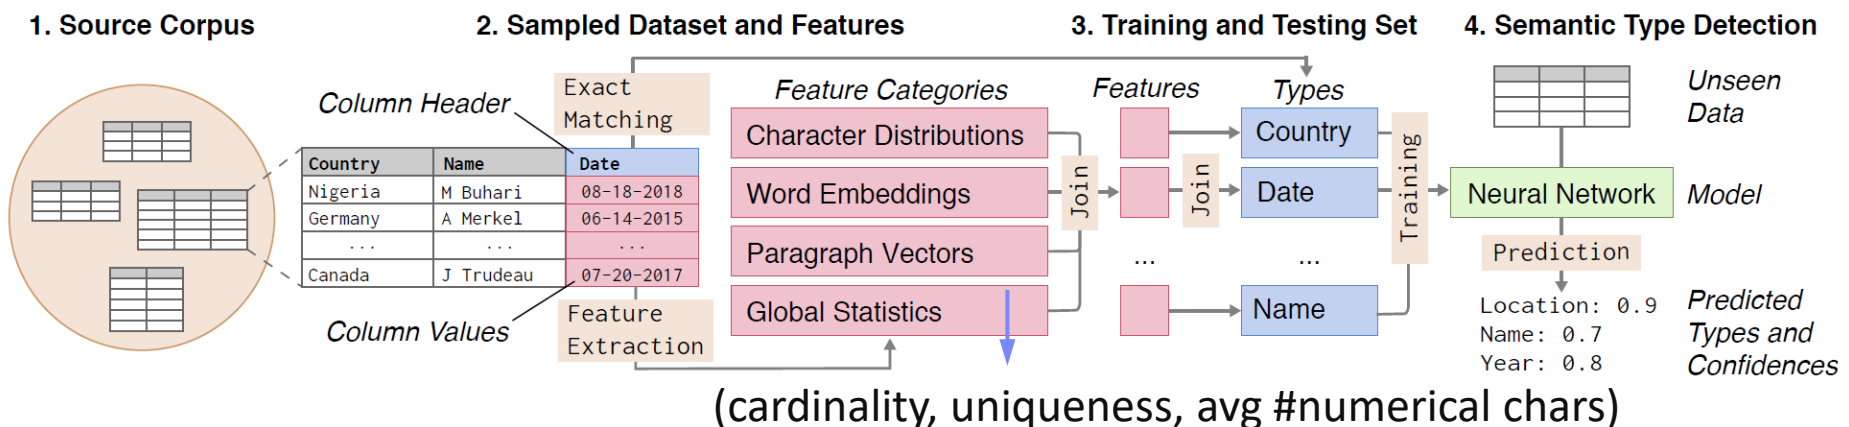 1. Source Corpus
2. Sampled Dataset and Features
3. Training and Testing Set
4. Semantic Type Detection
Column Header
Exact
Matching
Country Name Date
Nigeria M Buhari 08-18-2018
Germany A Merkel 06-14-2015
... ... ...
Canada J Trudeau 07-20-2017
Column Values
Feature
Extraction
Feature Categories
Character Distributions
Word Embeddings
Paragraph Vectors
Global Statistics
Join
Features
...
Join
Types
Country
Date
...
Name
Training
Unseen
Data
Neural Network
Model
Prediction
Location: 0.9
Name: 0.7
Year: 0.8
Predicted
Types and
Confidences
(cardinality, uniqueness, avg #numerical chars)